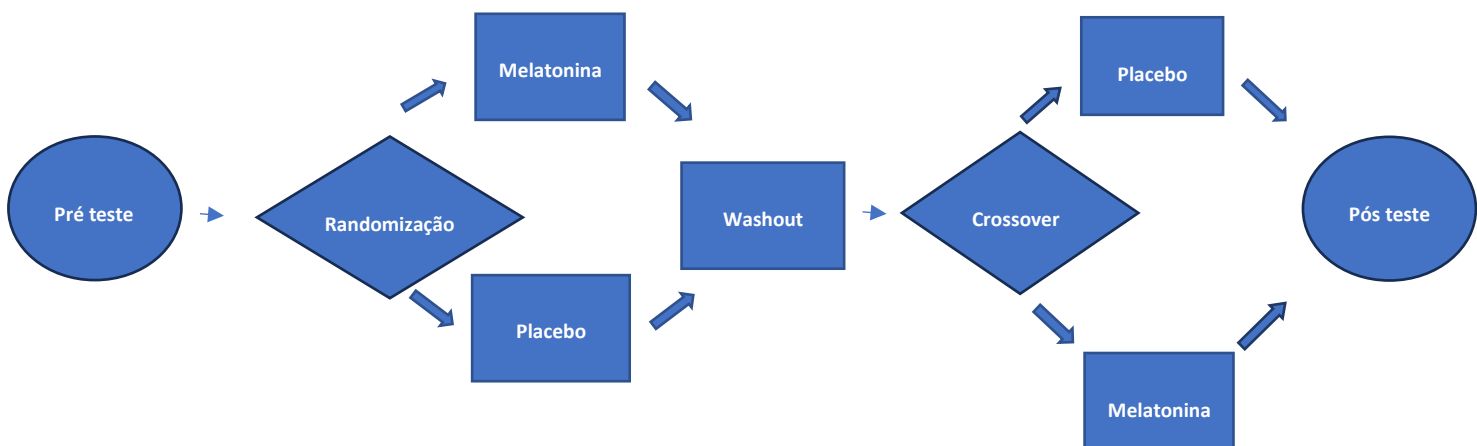 Pré teste
Randomização
Melatonina
Placebo
Washout
Crossover
Placebo
Melatonina
Pós teste